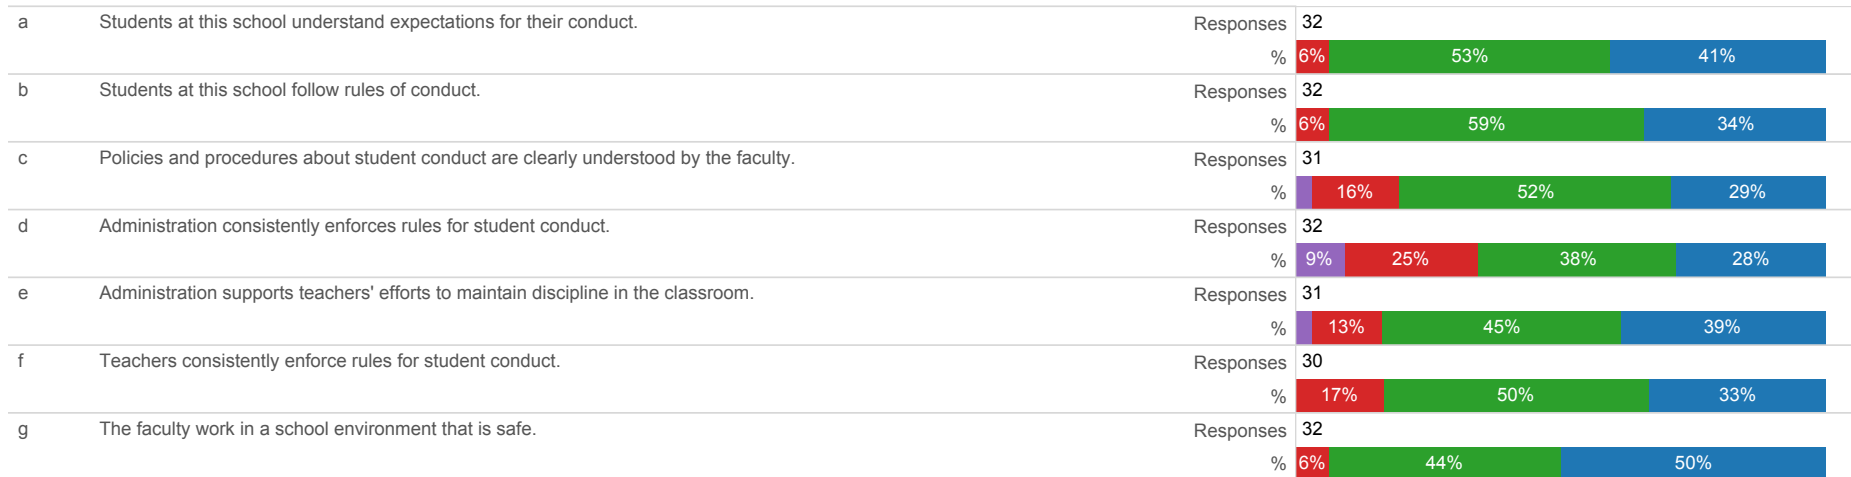 a Students at this school understand expectations for their conduct. Responses 32
% 6% 53% 41%
b Students at this school follow rules of conduct. Responses 32
% 6% 59% 34%
c Policies and procedures about student conduct are clearly understood by the faculty. Responses 31
% 16% 52% 29%
d Administration consistently enforces rules for student conduct. Responses 32
% 9% 25% 38% 28%
e Administration supports teachers' efforts to maintain discipline in the classroom. Responses 31
% 13% 45% 39%
f Teachers consistently enforce rules for student conduct. Responses 30
% 17% 50% 33%
g The faculty work in a school environment that is safe. Responses 32
% 6% 44% 50%